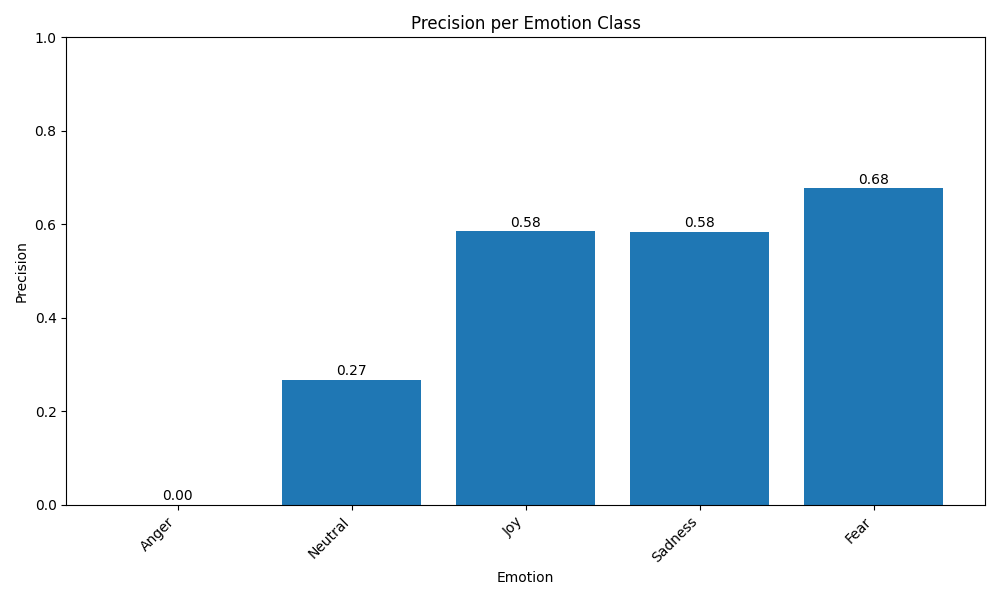 Precision per Emotion Class
1.0
0.8
0.6
0.4
0.2
0.0
Precision
0.00
0.27
0.58
0.58
0.68
Anger
Neutral
Joy
Sadness
Fear
Emotion